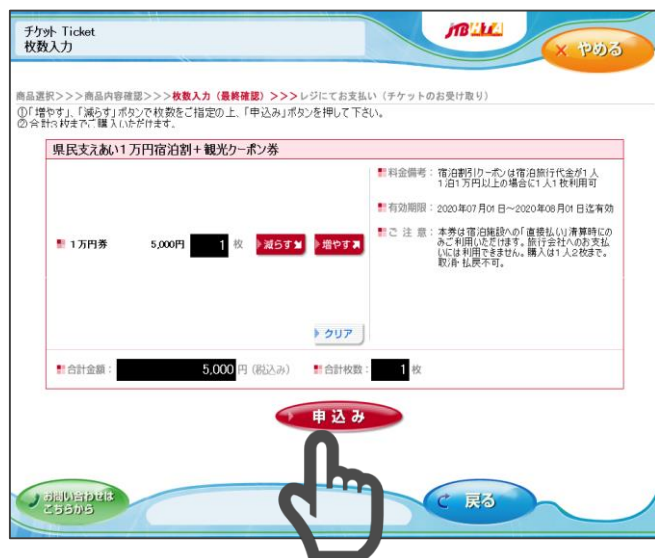 チケット Ticket
枚数入力
JTB
× やめる
商品選択>>>商品内容確認>>>枚数入力（最終確認）>>>レジにてお支払い（チケットのお受け取り）
①「増やす」、「減らす」ボタンで枚数をご指定の上、「申込み」ボタンを押して下さい。
②合計3枚までご購入いただけます。
県民支えあい1万円宿泊割＋観光クーポン券
料金備考：宿泊割引クーポンは宿泊旅行代金が1人
1泊1万円以上の場合に1人1枚利用可
有効期限：2020年07月01日～2020年08月01日迄有効
ご注意：本券は宿泊施設への「直接払い」清算時にの
みご利用いただけます。旅行会社へのお支払
いには利用できません。購入は1人2枚まで。
取消・払戻不可。
1万円券 5,000円 1 枚 減らす 増やす
クリア
合計金額： 5,000 円（税込み） 合計枚数： 1 枚
申込み
お問い合わせは
こちらから
戻る